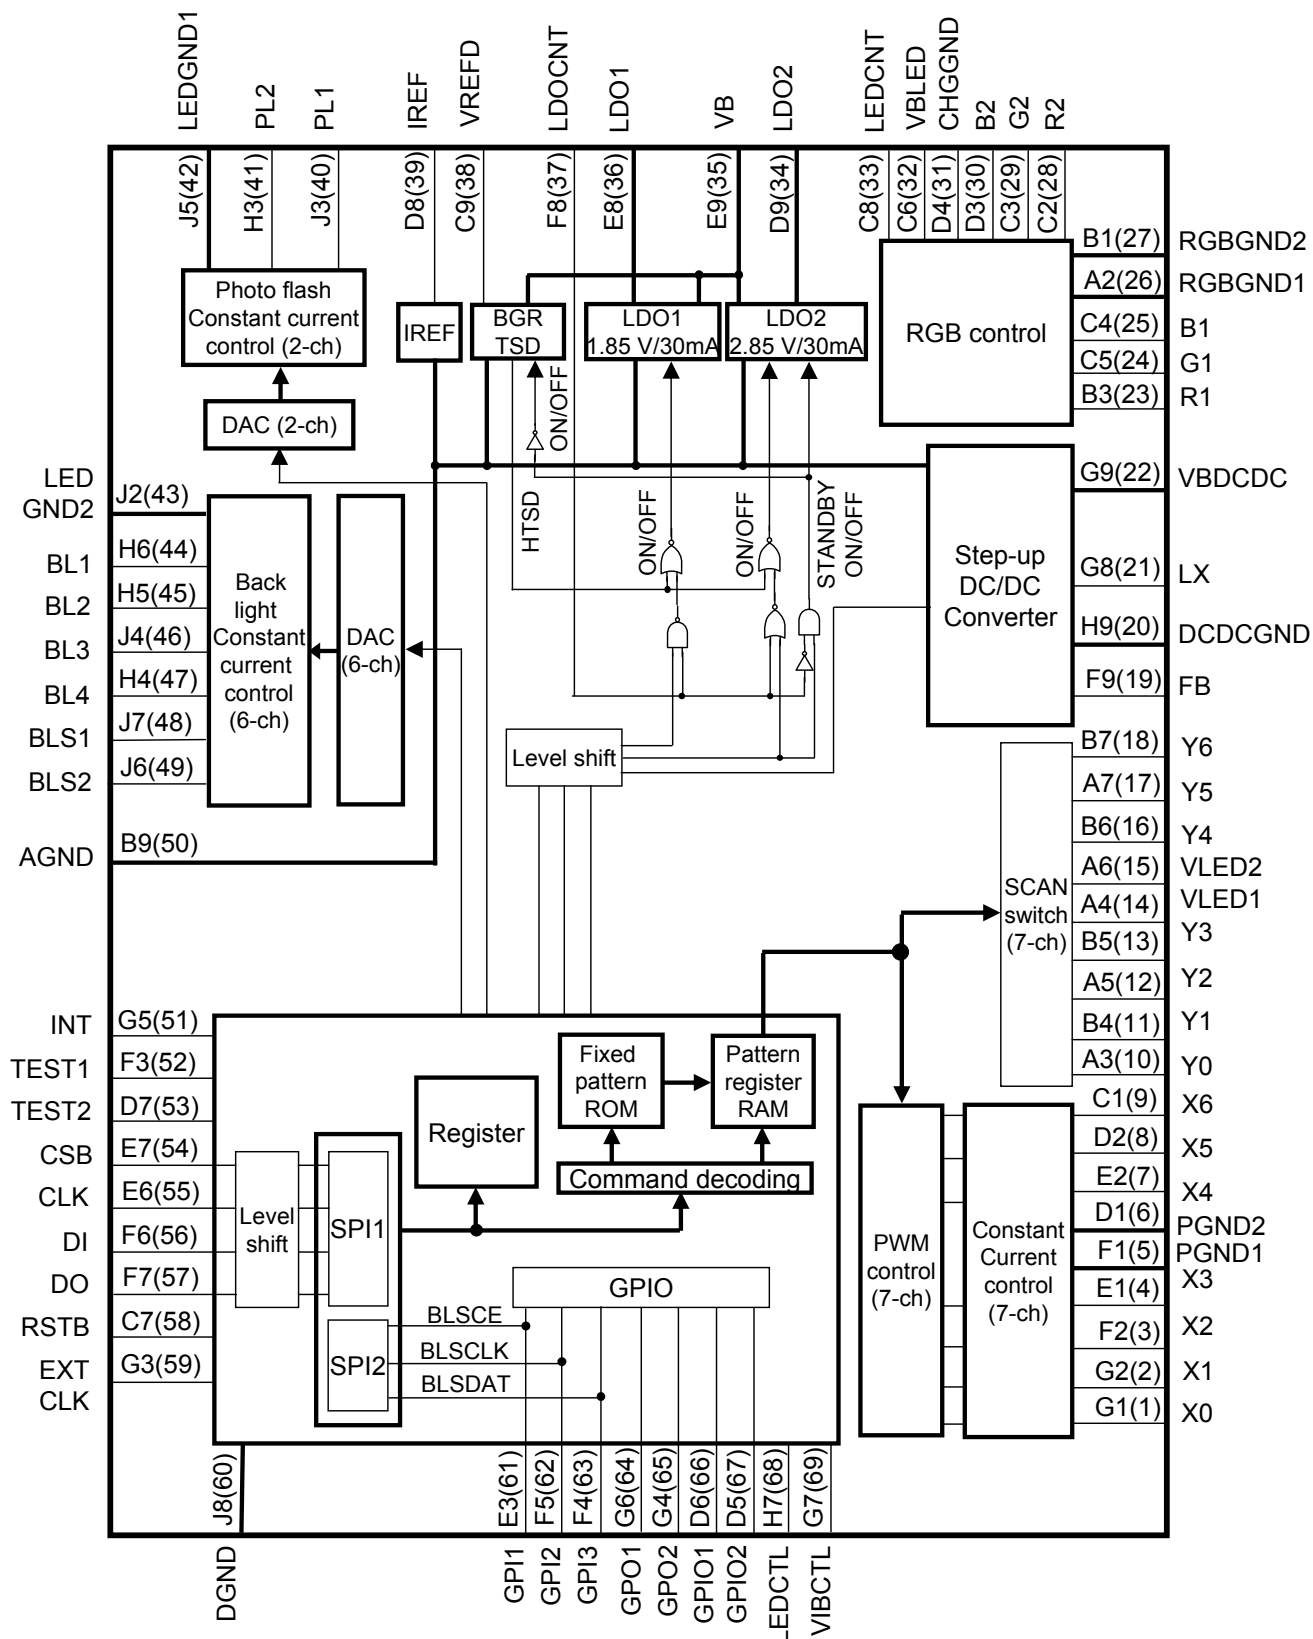 LEDGND1
PL2
PL1
IREF
VREFD
LDOCNT
LDO1
VB
LDO2
LEDCNT
VBLED
CHGGND
B2
G2
R2
J5(42)
H3(41)
J3(40)
D8(39)
C9(38)
F8(37)
E8(36)
E9(35)
D9(34)
C8(33)
C6(32)
D4(31)
D3(30)
C3(29)
C2(28)
B1(27) RGBGND2
A2(26) RGBGND1
C4(25) B1
C5(24) G1
B3(23) R1
RGB control
Photo flash
Constant current
control (2-ch)
DAC (2-ch)
IREF
BGR
TSD
LDO1
1.85 V/30mA
LDO2
2.85 V/30mA
ON/OFF
HTSD
ON/OFF
ON/OFF
STANDBY
ON/OFF
G9(22) VBDCDC
G8(21) LX
H9(20) DCDCGND
F9(19) FB
Step-up
DC/DC
Converter
LED
GND2
J2(43)
BL1 H6(44)
BL2 H5(45)
BL3 J4(46)
BL4 H4(47)
BLS1 J7(48)
BLS2 J6(49)
AGND B9(50)
Back
light
Constant
current
control
(6-ch)
DAC
(6-ch)
Level shift
B7(18) Y6
A7(17) Y5
B6(16) Y4
A6(15) VLED2
A4(14) VLED1
B5(13) Y3
A5(12) Y2
B4(11) Y1
A3(10) Y0
SCAN
switch
(7-ch)
C1(9) X6
D2(8) X5
E2(7) X4
D1(6) PGND2
F1(5) PGND1
E1(4) X3
F2(3) X2
G2(2) X1
G1(1) X0
PWM
control
(7-ch)
Constant
Current
control
(7-ch)
INT G5(51)
TEST1 F3(52)
TEST2 D7(53)
CSB E7(54)
CLK E6(55)
DI F6(56)
DO F7(57)
RSTB C7(58)
EXT
CLK
G3(59)
Fixed
pattern
ROM
Pattern
register
RAM
Register
Command decoding
Level
shift
SPI1
SPI2
GPIO
BLSCE
BLSCLK
BLSDAT
J8(60)
E3(61)
F5(62)
F4(63)
G6(64)
G4(65)
D6(66)
D5(67)
H7(68)
G7(69)
DGND
GPI1
GPI2
GPI3
GPO1
GPO2
GPIO1
GPIO2
LEDCTL
VIBCTL